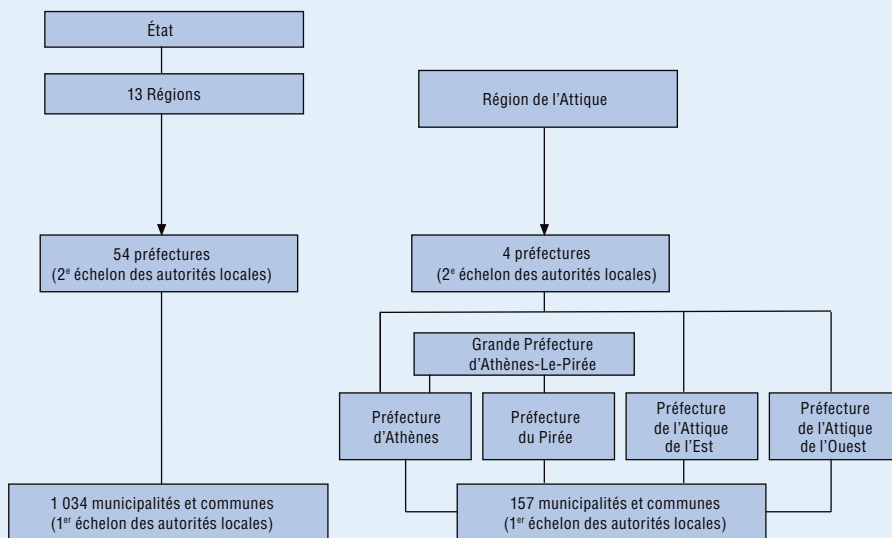 État
13 Régions
54 préfectures
(2e échelon des autorités locales)
1 034 municipalités et communes
(1er échelon des autorités locales)
Région de l'Attique
4 préfectures
(2e échelon des autorités locales)
Grande Préfecture
d'Athènes-Le-Pirée
Préfecture
d'Athènes
Préfecture
du Pirée
Préfecture
de l'Attique
de l'Est
Préfecture
de l'Attique
de l'Ouest
157 municipalités et communes
(1er échelon des autorités locales)